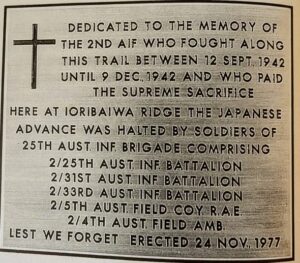 DEDICATED TO THE MEMORY OF
THE 2ND AIF WHO FOUGHT ALONG
THIS TRAIL BETWEEN 12 SEPT. 1942
UNTIL 9 DEC. 1942 AND WHO PAID
THE SUPREME SACRIFICE
HERE AT IORIBAIWA RIDGE THE JAPANESE
ADVANCE WAS HALTED BY SOLDIERS OF
25TH AUST. INF. BRIGADE COMPRISING
2/25TH AUST. INF. BATTALION
2/31ST AUST. INF. BATTALION
2/33RD AUST. INF. BATTALION
2/5TH AUST. FIELD COY R.A.E.
2/4TH AUST. FIELD AMB.
LEST WE FORGET ERECTED 24 NOV. 1977